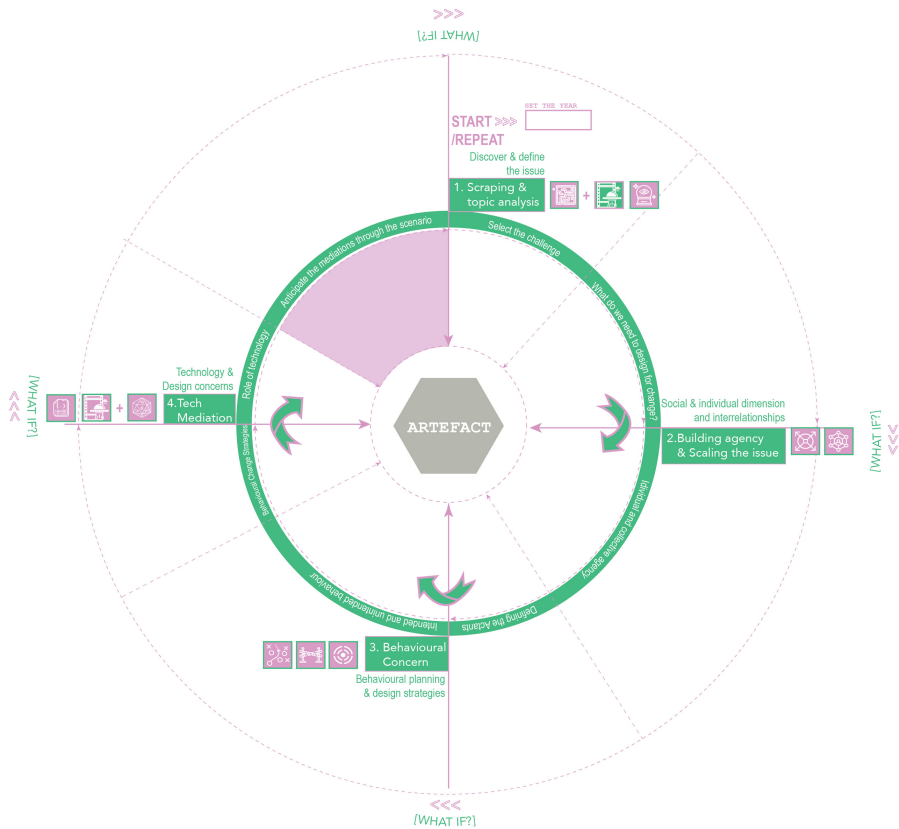 >>>
[WHAT IF?]
SET THE YEAR
START >>>
/REPEAT
Discover & define
the issue
1. Scraping &
topic analysis
+
Select the challenge
What do we need to design for change?
Social & individual dimension
and interrelationships
2.Building agency
& Scaling the issue
[WHAT IF?]
>>>
Idividual and collective agency
Defining the Actants
3. Behavioural
Concern
Behavioural planning
& design strategies
<<<
[WHAT IF?]
Intended and unintended behaviour
Behavioural Change Strategies
Technology &
Design concerns
4.Tech
Mediation
+
[WHAT IF?]
>>>
Role of technology
Anticipate the mediations through the scenario
ARTEFACT